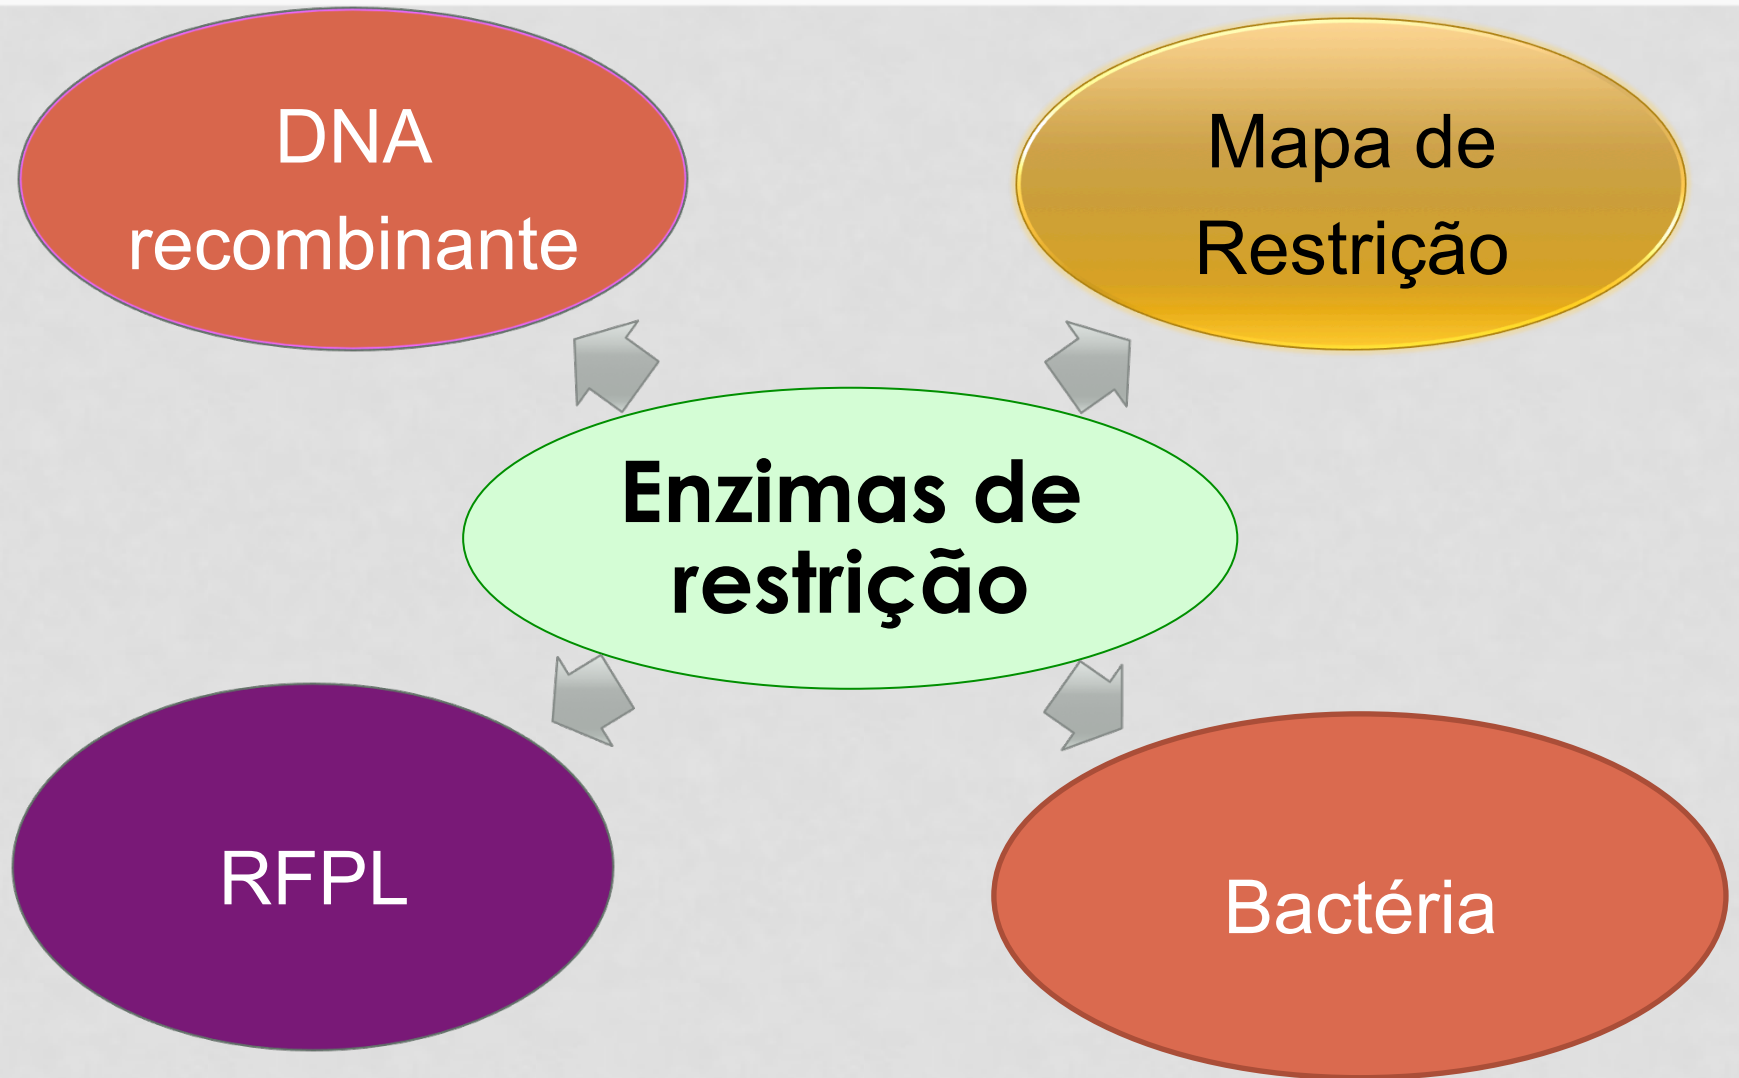 DNA
recombinante
Mapa de
Restrição
Enzimas de
restrição
RFPL
Bactéria